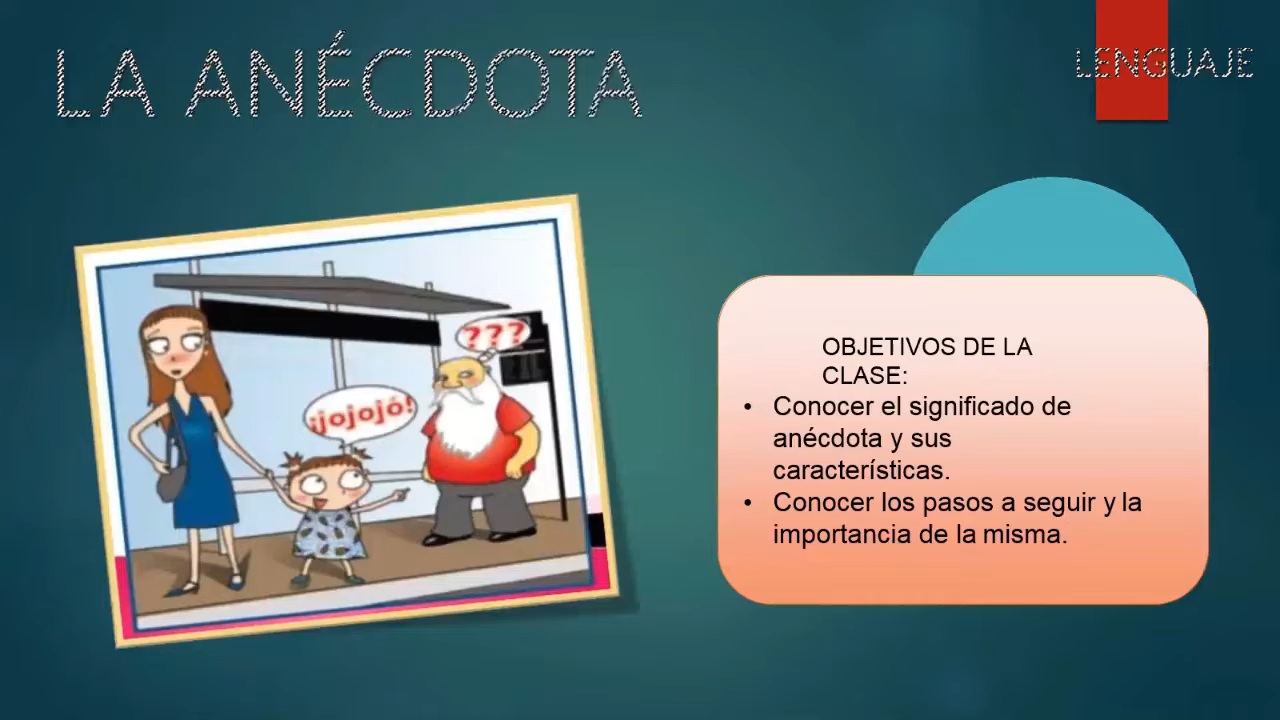 LA ANÉCDOTA
LENGUAJE
???
¡jojojó!
OBJETIVOS DE LA
CLASE:
• Conocer el significado de
anécdota y sus
características.
• Conocer los pasos a seguir y la
importancia de la misma.